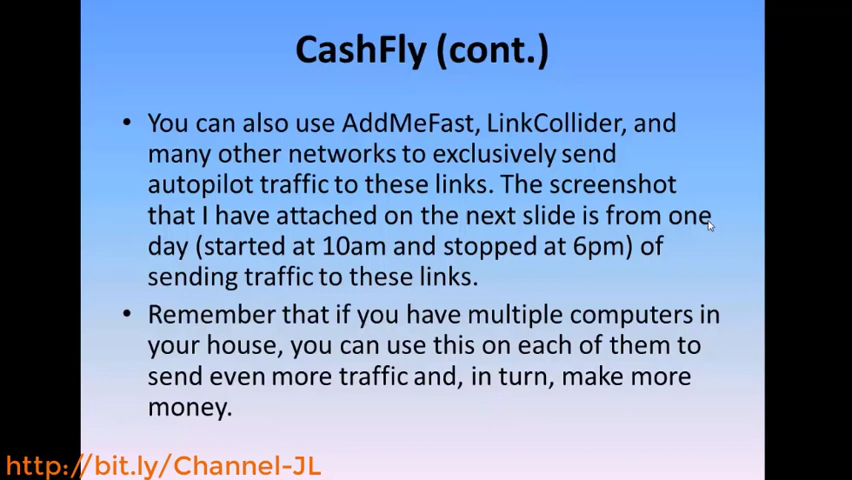 CashFly (cont.)
• You can also use AddMeFast, LinkCollider, and
many other networks to exclusively send
autopilot traffic to these links. The screenshot
that I have attached on the next slide is from one
day (started at 10am and stopped at 6pm) of
sending traffic to these links.
• Remember that if you have multiple computers in
your house, you can use this on each of them to
send even more traffic and, in turn, make more
money.
http://bit.ly/Channel-JL